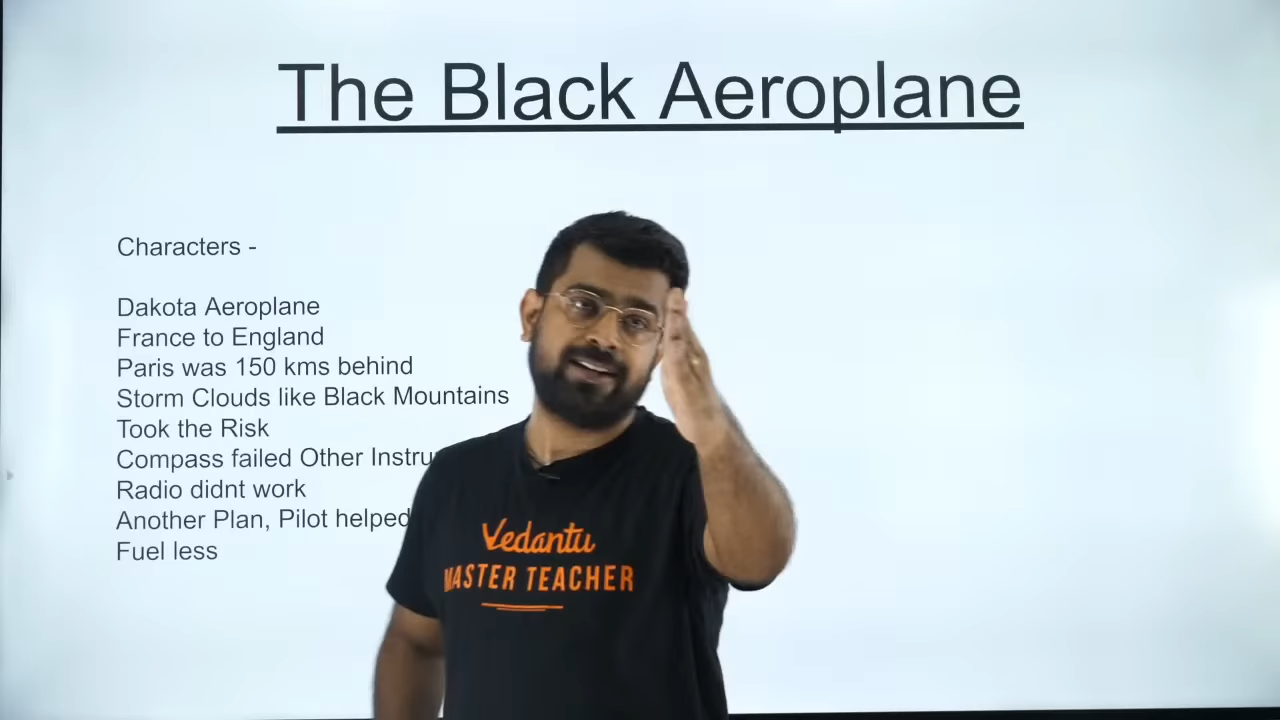 The Black Aeroplane
Characters -
Dakota Aeroplane
France to England
Paris was 150 kms behind
Storm Clouds like Black Mountains
Took the Risk
Compass failed Other
Radio didnt work
Another Plan, Pilot helped
Fuel less
Vedantu
MASTER TEACHER